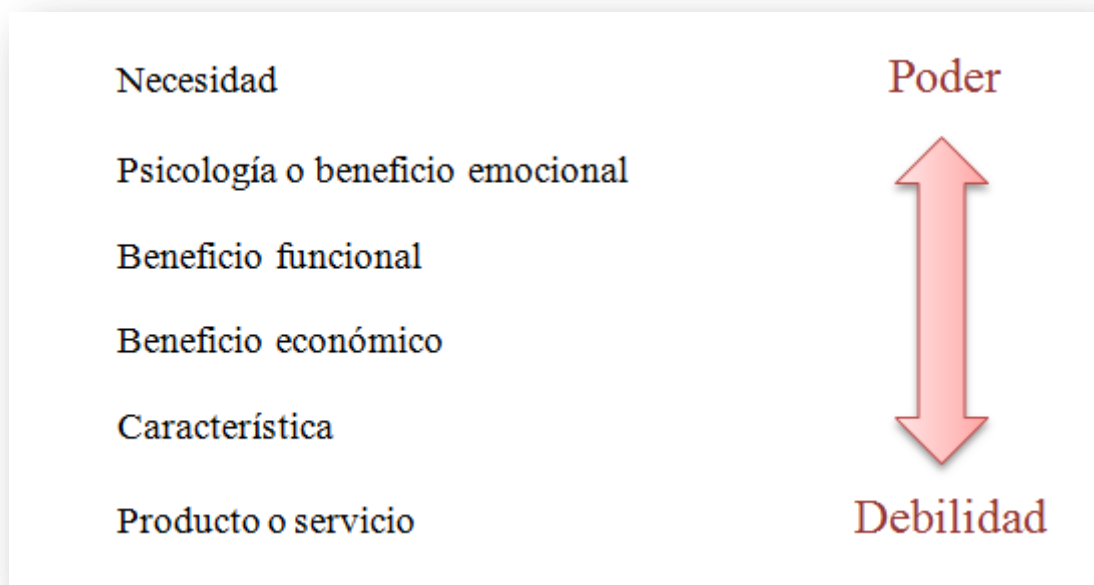 Necesidad
Poder
Psicología o beneficio emocional
Beneficio funcional
Beneficio económico
Característica
Producto o servicio
Debilidad